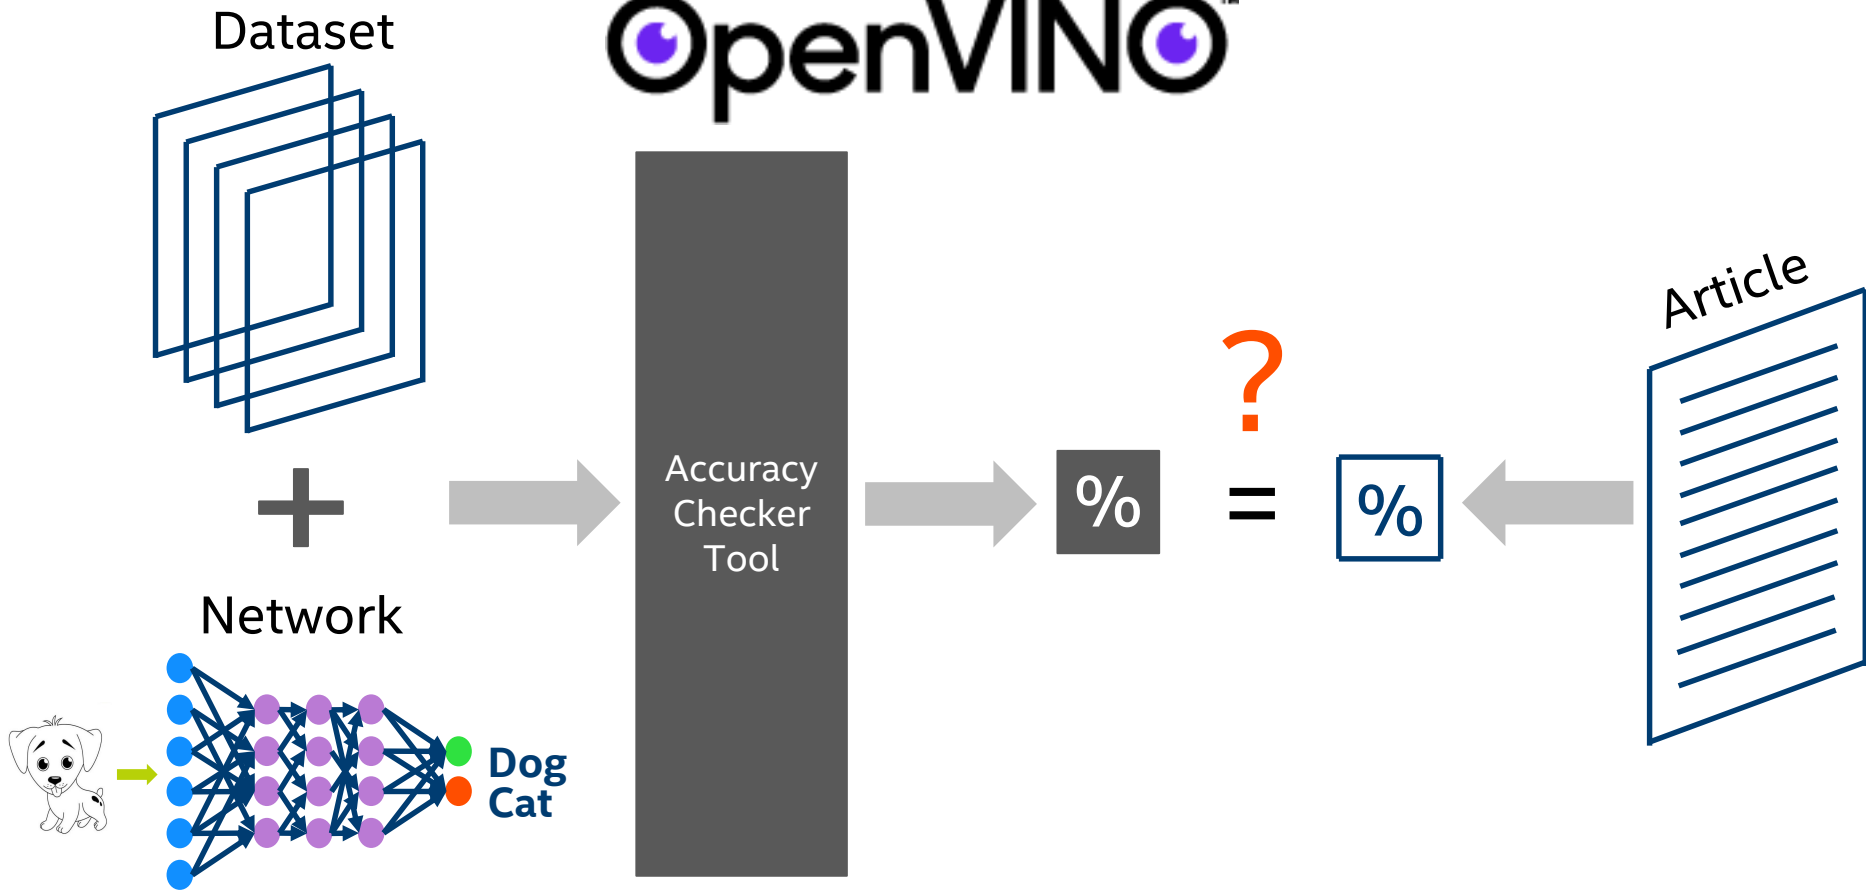 Dataset
OpenVINO
Article
?
Accuracy
Checker
Tool
%
=
%
Network
Dog
Cat